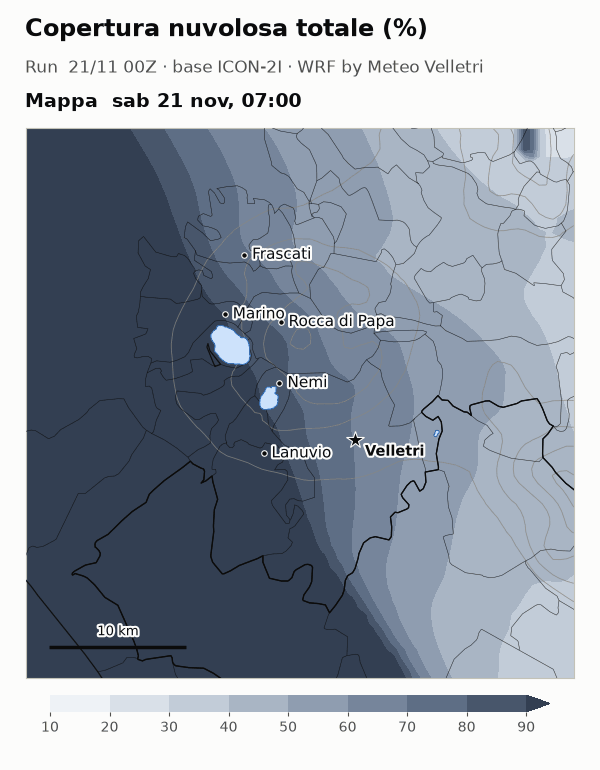 Copertura nuvolosa totale (%)
Run  21/11 00Z · base ICON-2I · WRF by Meteo Velletri
Mappa  sab 21 nov, 07:00
Frascati
Marino
Rocca di Papa
Nemi
Velletri
Lanuvio
10 km
10 20 30 40 50 60 70 80 90